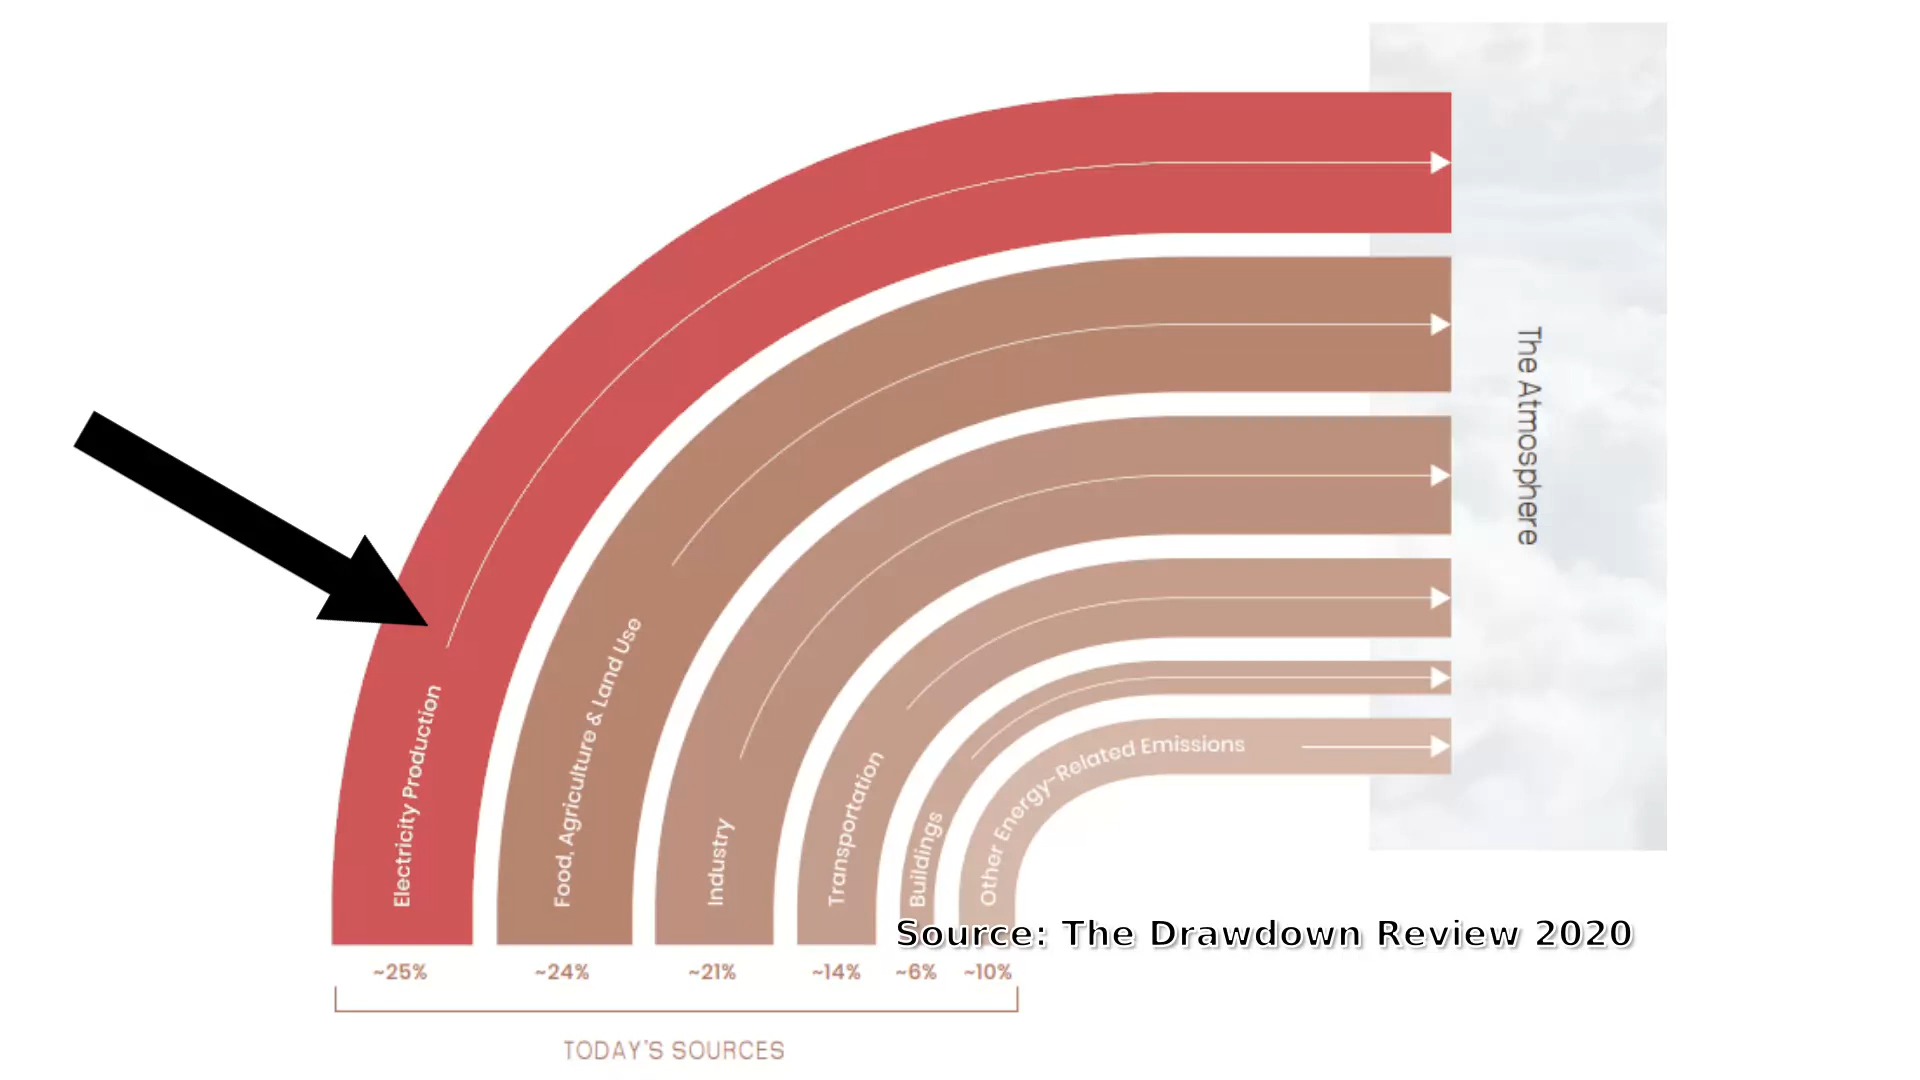 The Atmosphere
Electricity Production
Food, Agriculture & Land Use
Industry
Transportation
Buildings
Other Energy-Related Emissions
Source: The Drawdown Review 2020
~25%
~24%
~21%
~14%
~6%
~10%
TODAY'S SOURCES